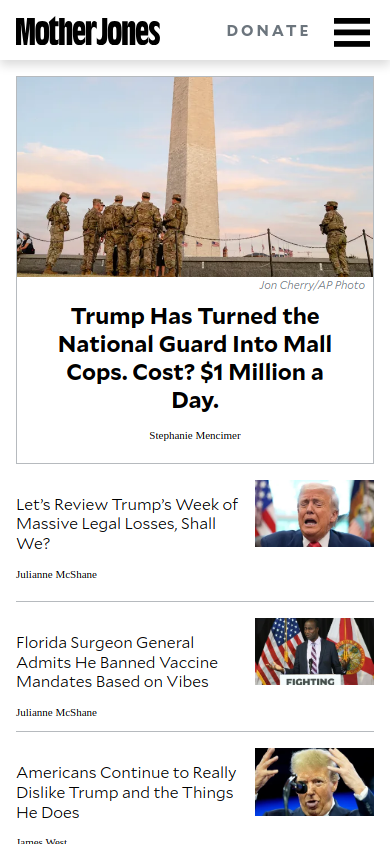 Mother Jones
DONATE
Jon Cherry/AP Photo
Trump Has Turned the
National Guard Into Mall
Cops. Cost? $1 Million a
Day.
Stephanie Mencimer
Let’s Review Trump’s Week of
Massive Legal Losses, Shall
We?
Julianne McShane
Florida Surgeon General
Admits He Banned Vaccine
Mandates Based on Vibes
Julianne McShane
FIGHTING
Americans Continue to Really
Dislike Trump and the Things
He Does
James West